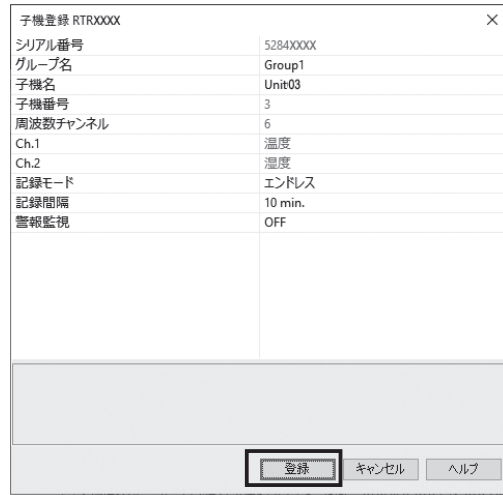 子機登録 RTRXXXX
シリアル番号 5284XXXX
グループ名 Group1
子機名 Unit03
子機番号 3
周波数チャンネル 6
Ch.1 温度
Ch.2 湿度
記録モード エンドレス
記録間隔 10 min.
警報監視 OFF
登録 キャンセル ヘルプ